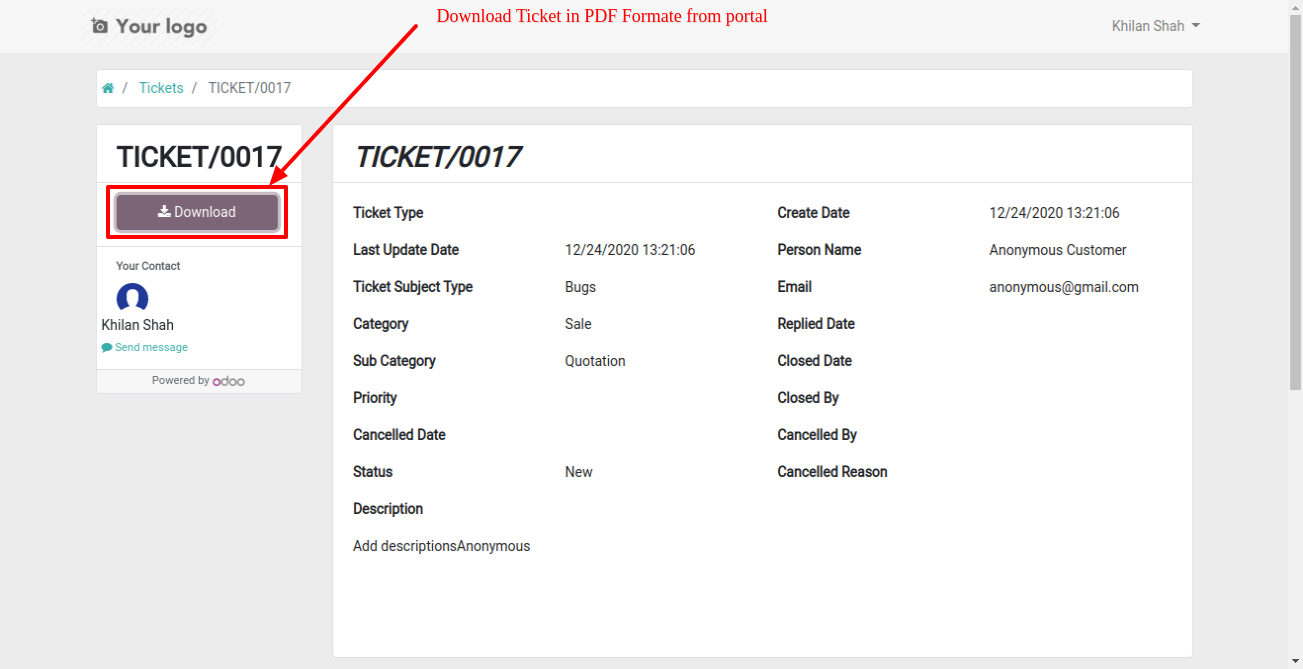 Download Ticket in PDF Formate from portal
Your logo
Khilan Shah
/ Tickets / TICKET/0017
TICKET/0017
Download
Your Contact
Khilan Shah
Send message
Powered by odoo
TICKET/0017
Ticket Type Create Date 12/24/2020 13:21:06
Last Update Date 12/24/2020 13:21:06 Person Name Anonymous Customer
Ticket Subject Type Bugs Email anonymous@gmail.com
Category Sale Replied Date
Sub Category Quotation Closed Date
Priority Closed By
Cancelled Date Cancelled By
Status New Cancelled Reason
Description
Add descriptionsAnonymous